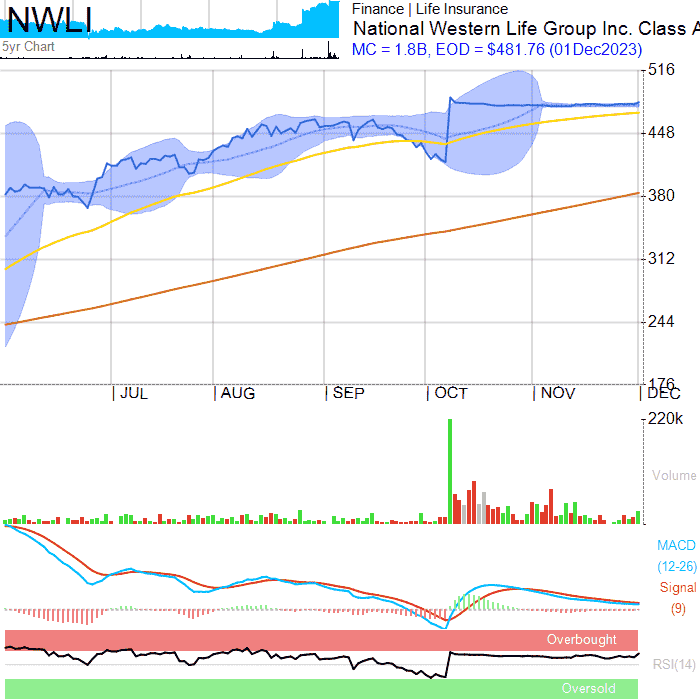 NWLI
5yr Chart
Finance | Life Insurance
National Western Life Group Inc. Class A
MC = 1.8B, EOD = $481.76 (01Dec2023)
516
448
380
312
244
176
JUL
AUG
SEP
OCT
NOV
DEC
220k
Volume
MACD
(12-26)
Signal
(9)
Overbought
RSI(14)
Oversold